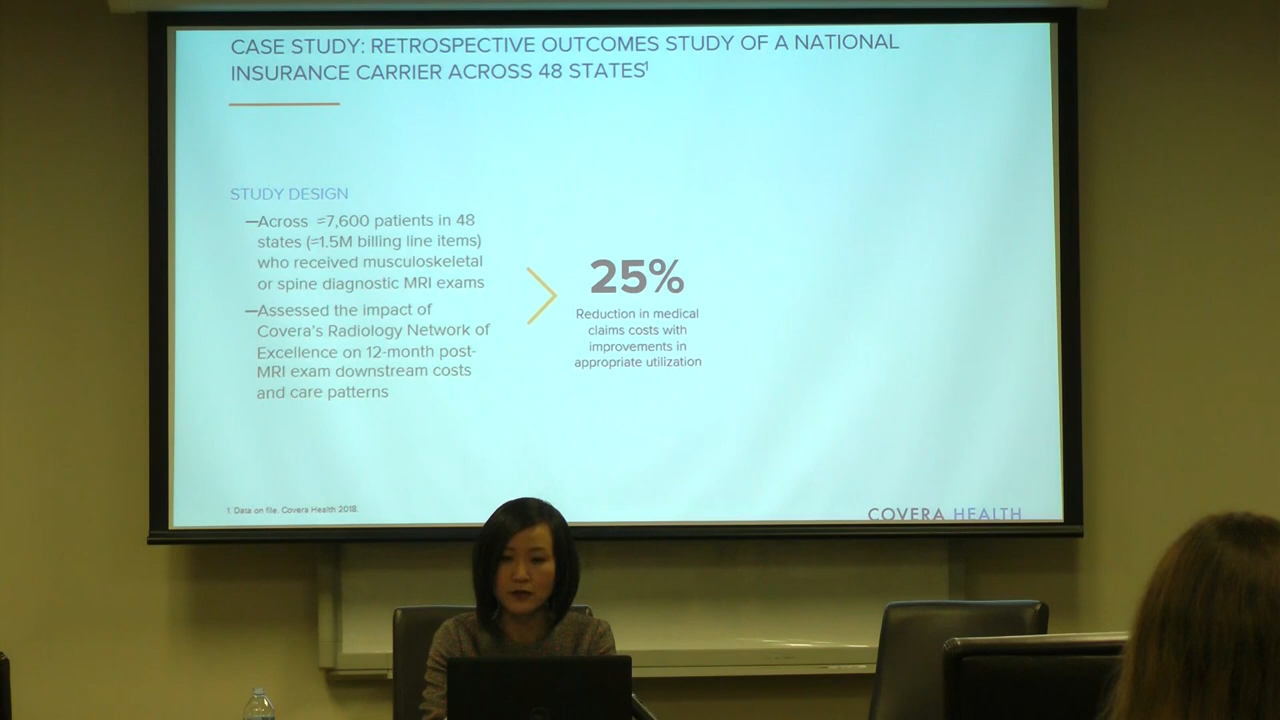 CASE STUDY: RETROSPECTIVE OUTCOMES STUDY OF A NATIONAL
INSURANCE CARRIER ACROSS 48 STATES¹
STUDY DESIGN
—Across ≈7,600 patients in 48
states (≈1.5M billing line items)
who received musculoskeletal
or spine diagnostic MRI exams
—Assessed the impact of
Covera's Radiology Network of
Excellence on 12-month post-
MRI exam downstream costs
and care patterns
25%
Reduction in medical
claims costs with
improvements in
appropriate utilization
1. Data on file. Covera Health 2018.
COVERA HEALTH